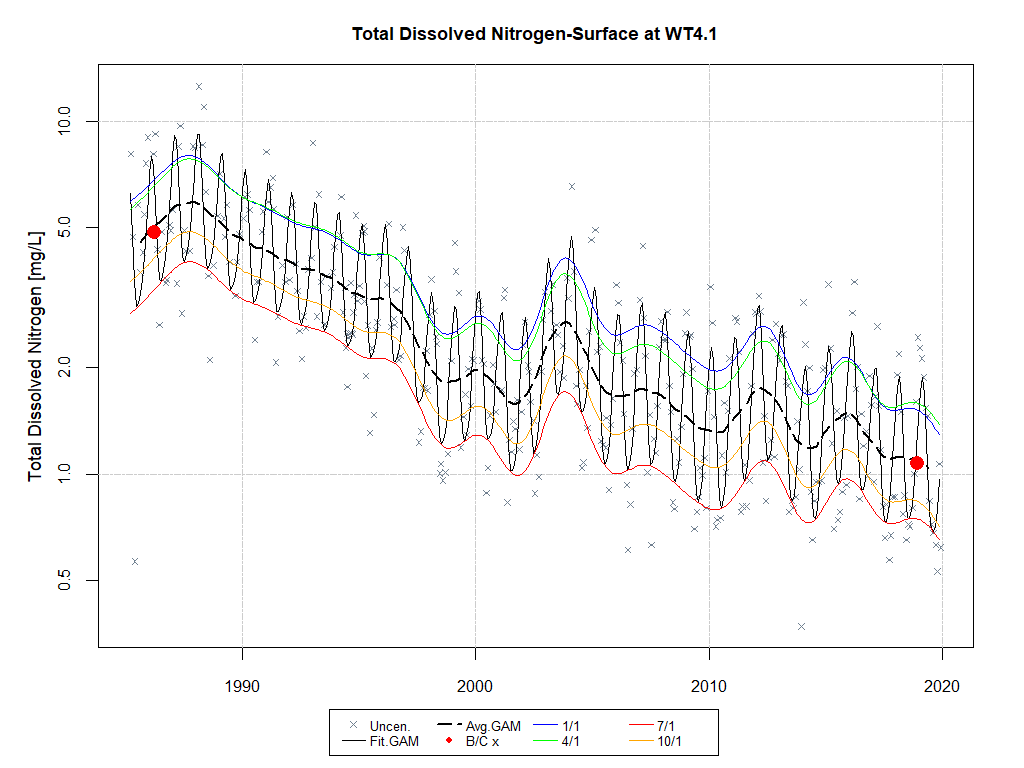 Total Dissolved Nitrogen-Surface at WT4.1
Total Dissolved Nitrogen [mg/L]
10.0
5.0
2.0
1.0
0.5
1990 2000 2010 2020
Uncen. Avg.GAM 1/1 7/1
Fit.GAM B/C x 4/1 10/1